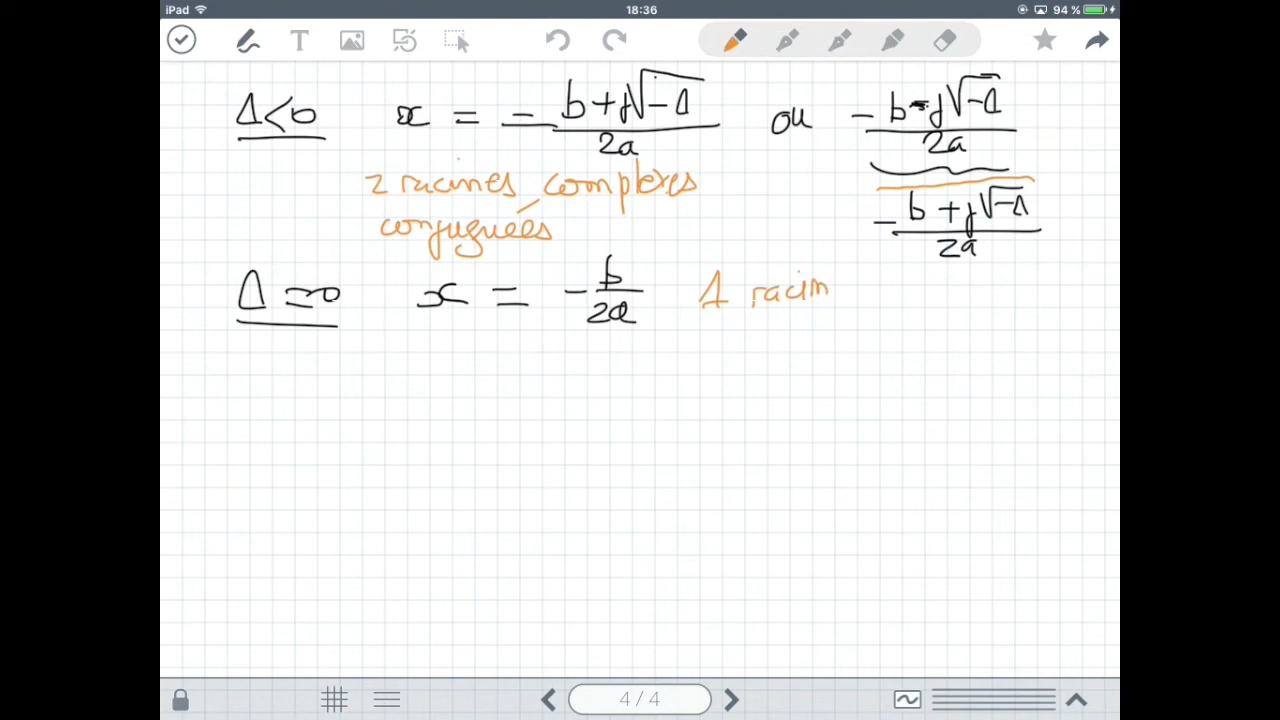 iPad 18:36 94 %
Δ<0 x = -b+j√-Δ/2a ou -b-j√-Δ/2a
2 racines complexes
conjuguées -b+j√-Δ/2a
Δ=0 x = -b/2a 1 racin
4 / 4